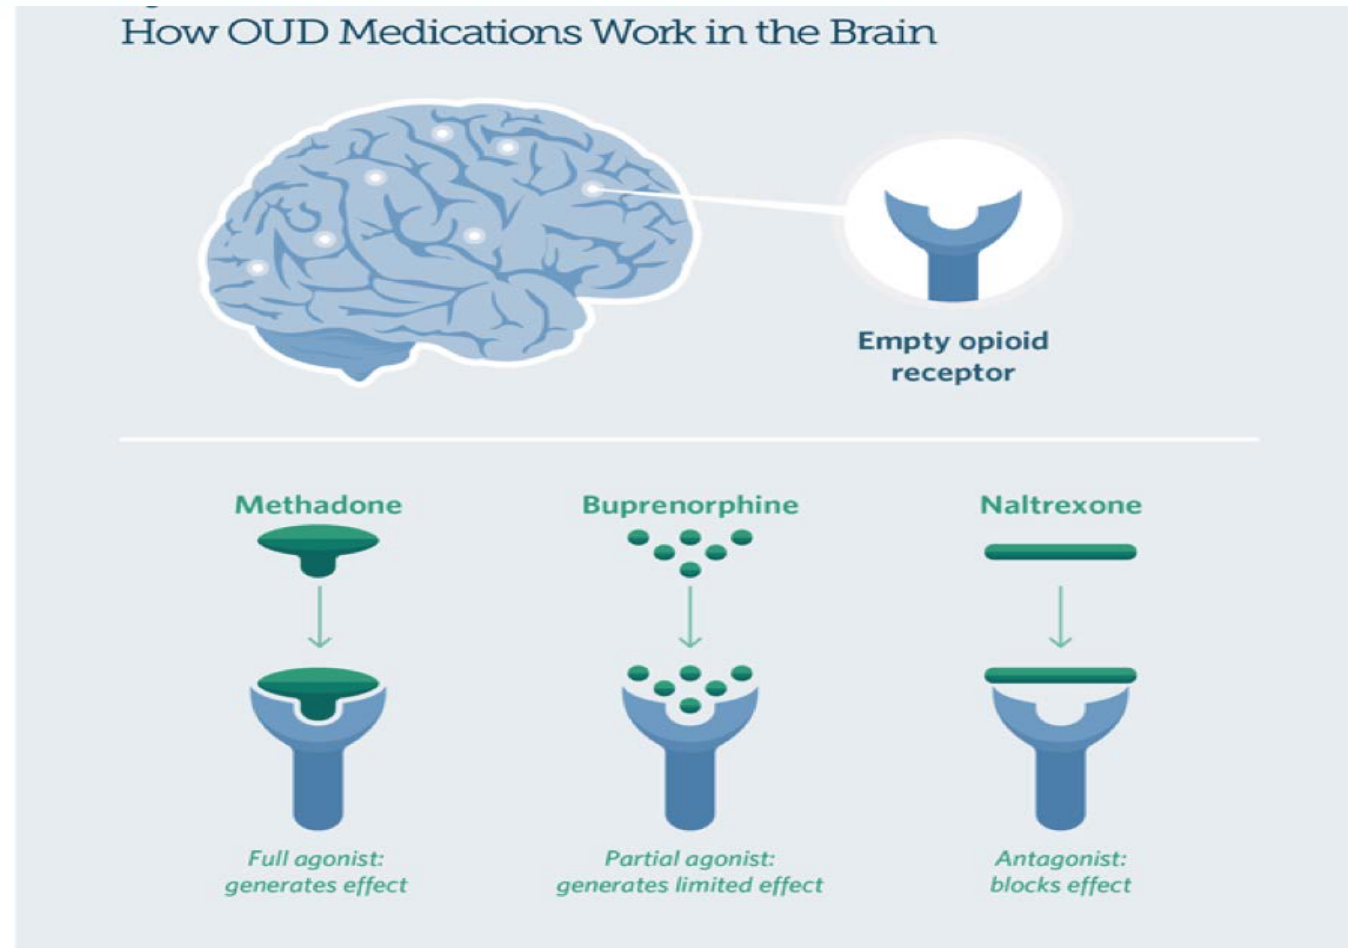 How OUD Medications Work in the Brain
Empty opioid
receptor
Methadone
Buprenorphine
Naltrexone
Full agonist:
generates effect
Partial agonist:
generates limited effect
Antagonist:
blocks effect